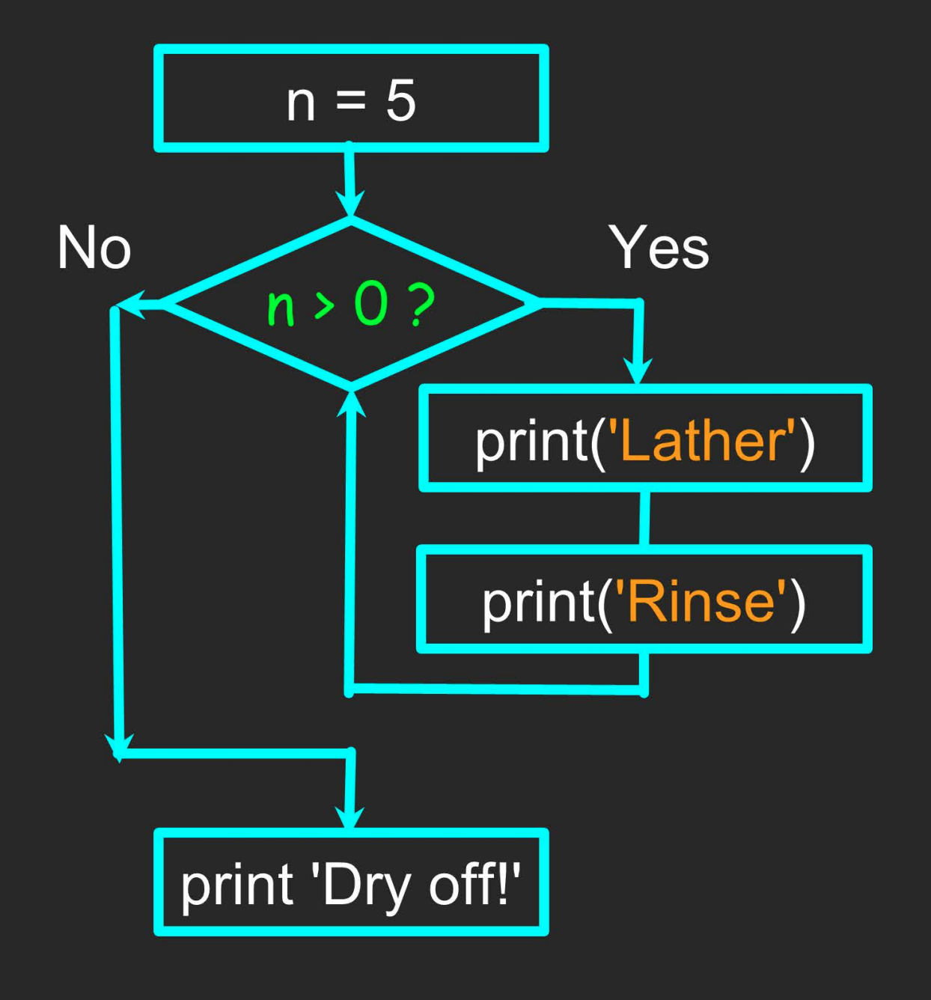 n = 5
No
Yes
n > 0 ?
print('Lather')
print('Rinse')
print 'Dry off!'